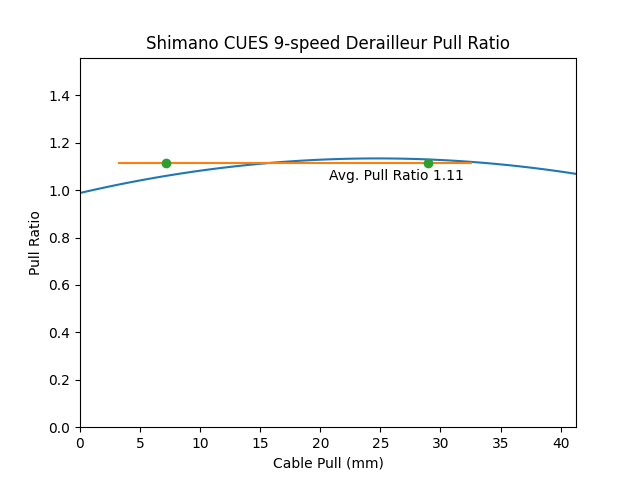 Shimano CUES 9-speed Derailleur Pull Ratio
1.4
1.2
1.0
0.8
0.6
0.4
0.2
0.0
Pull Ratio
Avg. Pull Ratio 1.11
0 5 10 15 20 25 30 35 40
Cable Pull (mm)